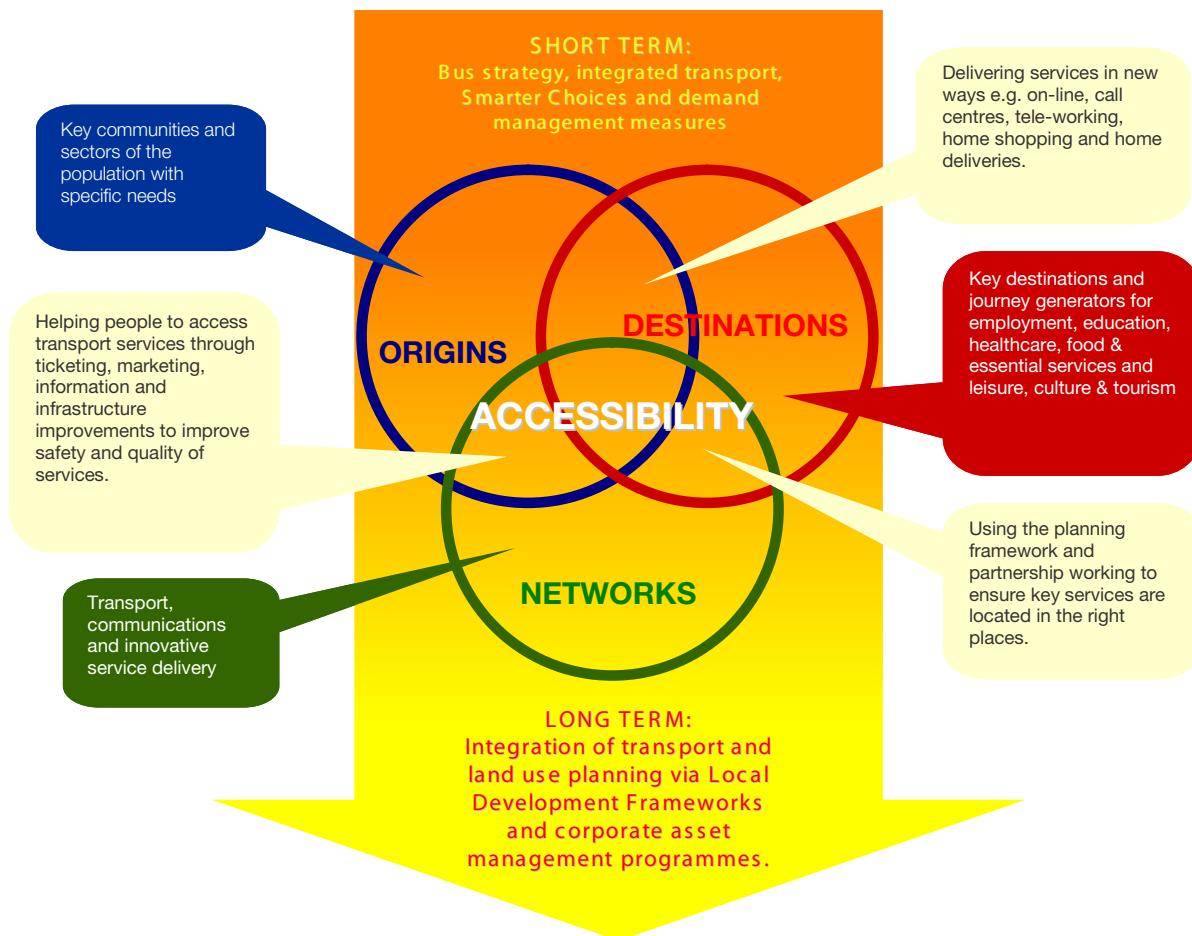 SHORT TERM:
Bus strategy, integrated transport,
Smarter Choices and demand
management measures
Delivering services in new
ways e.g. on-line, call
centres, tele-working,
home shopping and home
deliveries.
Key communities and
sectors of the
population with
specific needs
Key destinations and
journey generators for
employment, education,
healthcare, food &
essential services and
leisure, culture & tourism
Helping people to access
transport services through
ticketing, marketing,
information and
infrastructure
improvements to improve
safety and quality of
services.
DESTINATIONS
ORIGINS
ACCESSIBILITY
Using the planning
framework and
partnership working to
ensure key services are
located in the right
places.
NETWORKS
Transport,
communications
and innovative
service delivery
LONG TERM:
Integration of transport and
land use planning via Local
Development Frameworks
and corporate asset
management programmes.